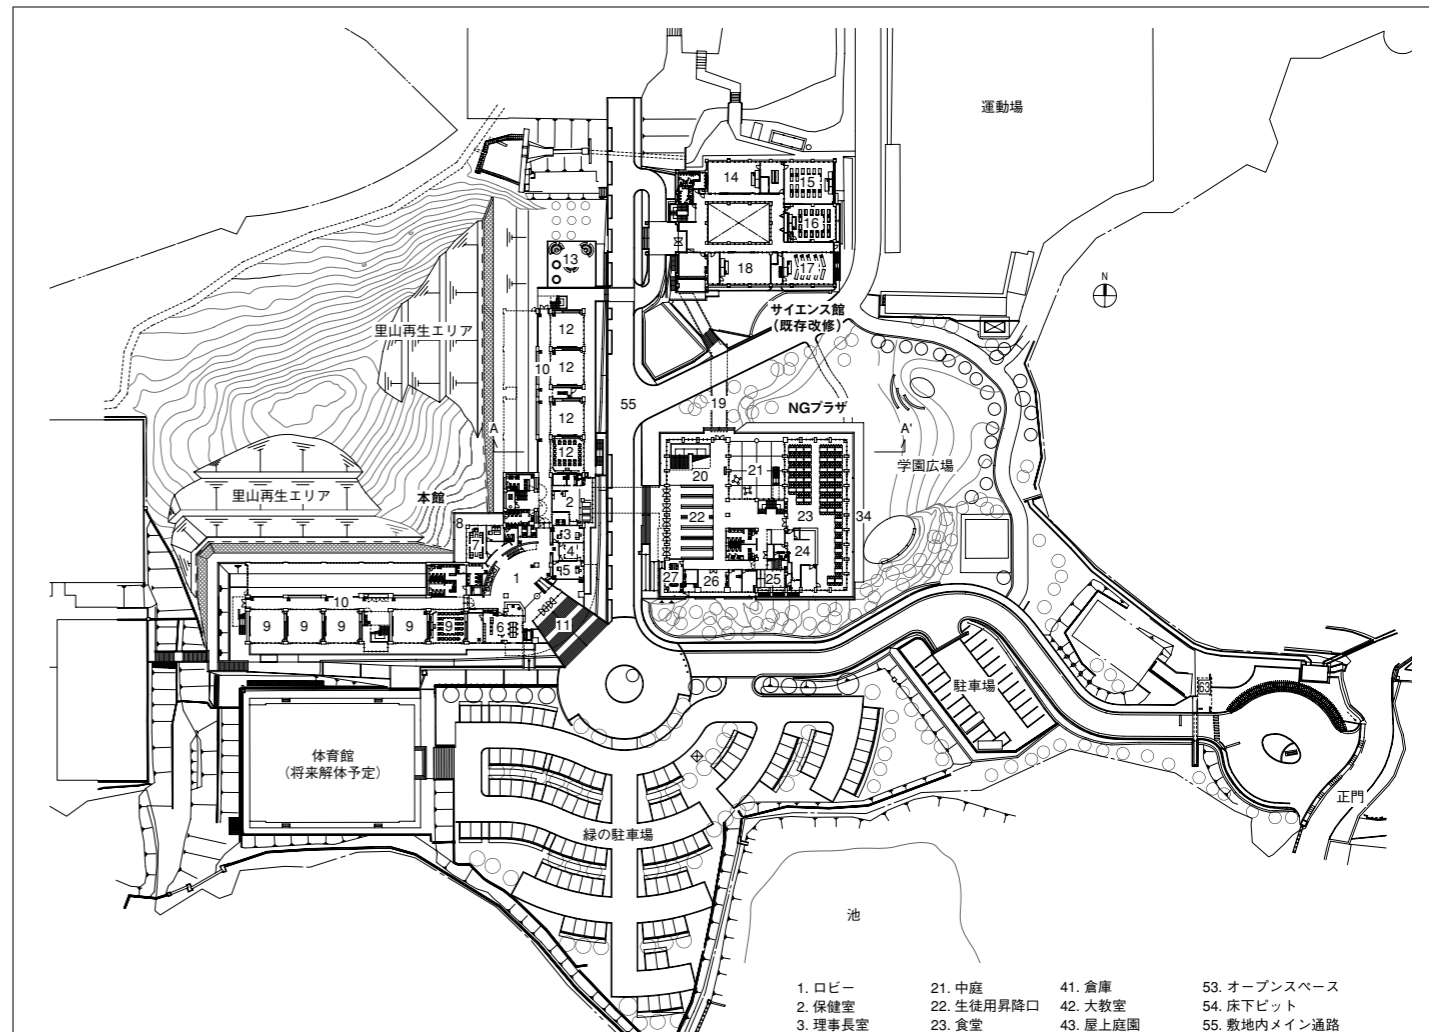 運動場
14
15
16
13
18
17
N
サイエンス館
（既存改修）
里山再生エリア
12
12
10
12
12
55
19
NGプラザ
A
A'
学園広場
20
21
里山再生エリア
本館
2
22
23
34
8
7
3
4
5
24
1
27
26
25
10
9
9
9
9
9
6
11
駐車場
63
体育館
（将来解体予定）
緑の駐車場
正門
池
1. ロビー
2. 保健室
3. 理事長室
21. 中庭
22. 生徒用昇降口
23. 食堂
41. 倉庫
42. 大教室
43. 屋上庭園
53. オープンスペース
54. 床下ピット
55. 敷地内メイン通路